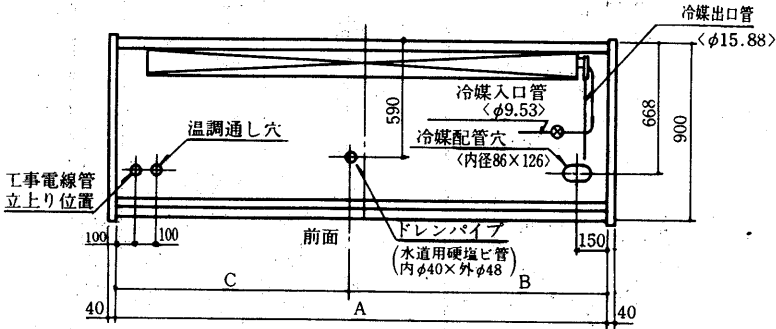 冷媒出口管
〈φ15.88〉
冷媒入口管
〈φ9.53〉
590
668
900
温調通し穴
冷媒配管穴
〈内径86×126〉
工事電線管
立上り位置
100
100
前面
ドレンパイプ
(水道用硬塩ビ管
内φ40×外φ48)
150
C
B
40
A
40